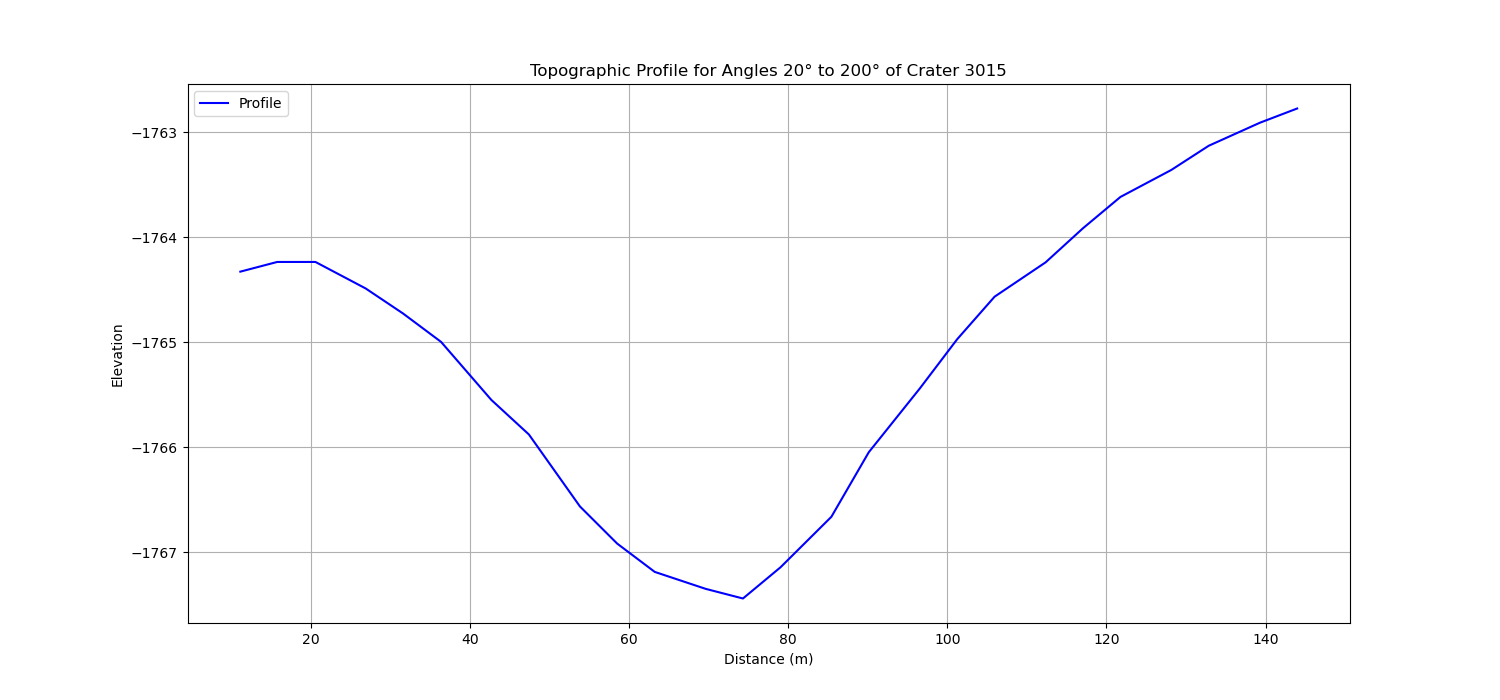 Topographic Profile for Angles 20° to 200° of Crater 3015
Profile
−1763
−1764
−1765
−1766
−1767
Elevation
20 40 60 80 100 120 140
Distance (m)